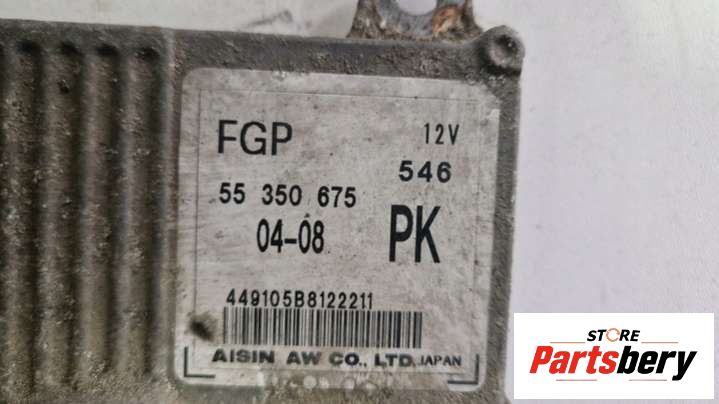 FGP 12V
546
55 350 675
04-08 PK
449105B8122211
AISIN AW CO., LTD. JAPAN
STORE
Partsbery